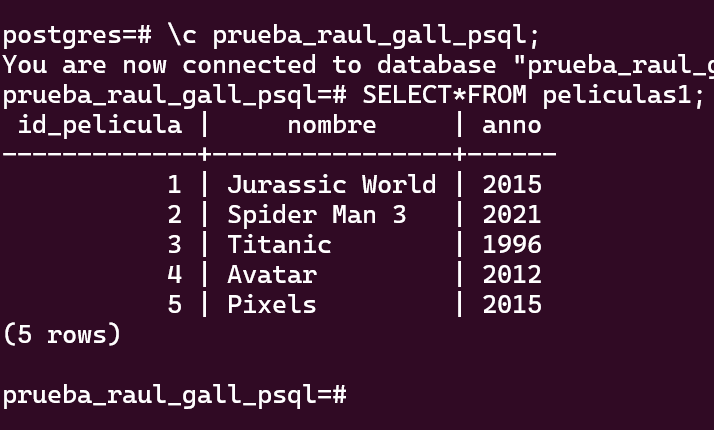 postgres=# \c prueba_raul_gall_psql;
You are now connected to database "prueba_raul_g
prueba_raul_gall_psql=# SELECT*FROM peliculas1;
 id_pelicula |     nombre     | anno
-------------+----------------+------
           1 | Jurassic World | 2015
           2 | Spider Man 3   | 2021
           3 | Titanic        | 1996
           4 | Avatar         | 2012
           5 | Pixels         | 2015
(5 rows)
prueba_raul_gall_psql=#